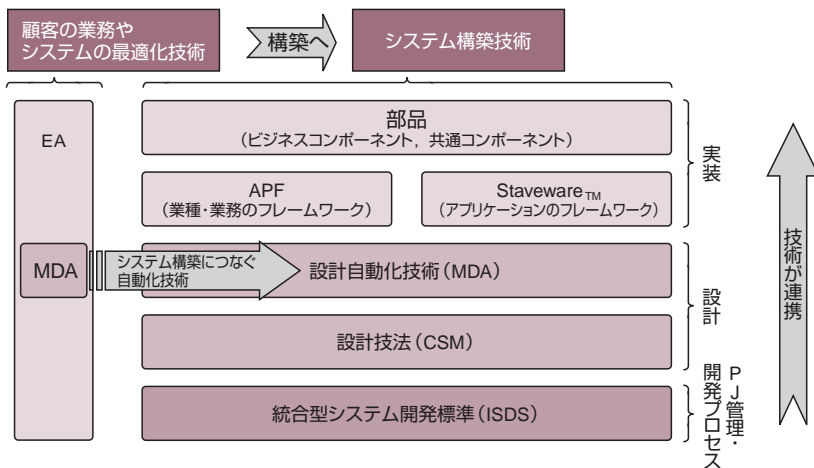 顧客の業務や
システムの最適化技術
構築へ
システム構築技術
EA
部品
(ビジネスコンポーネント，共通コンポーネント)
実装
APF
(業種・業務のフレームワーク)
Staveware™
(アプリケーションのフレームワーク)
MDA
システム構築につなぐ
自動化技術
設計自動化技術(MDA)
設計
設計技法(CSM)
統合型システム開発標準(ISDS)
PJ管理・
開発プロセス
技術が連携